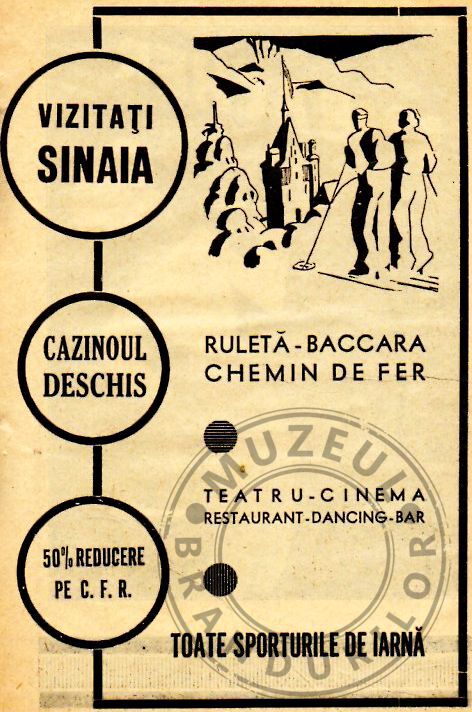 VIZITAȚI
SINAIA
CAZINOUL
DESCHIS
RULETĂ-BACCARA
CHEMIN DE FER
TEATRU-CINEMA
RESTAURANT-DANCING-BAR
50% REDUCERE
PE C. F. R.
TOATE SPORTURILE DE IARNĂ
MUZEUL
BRANDURILOR